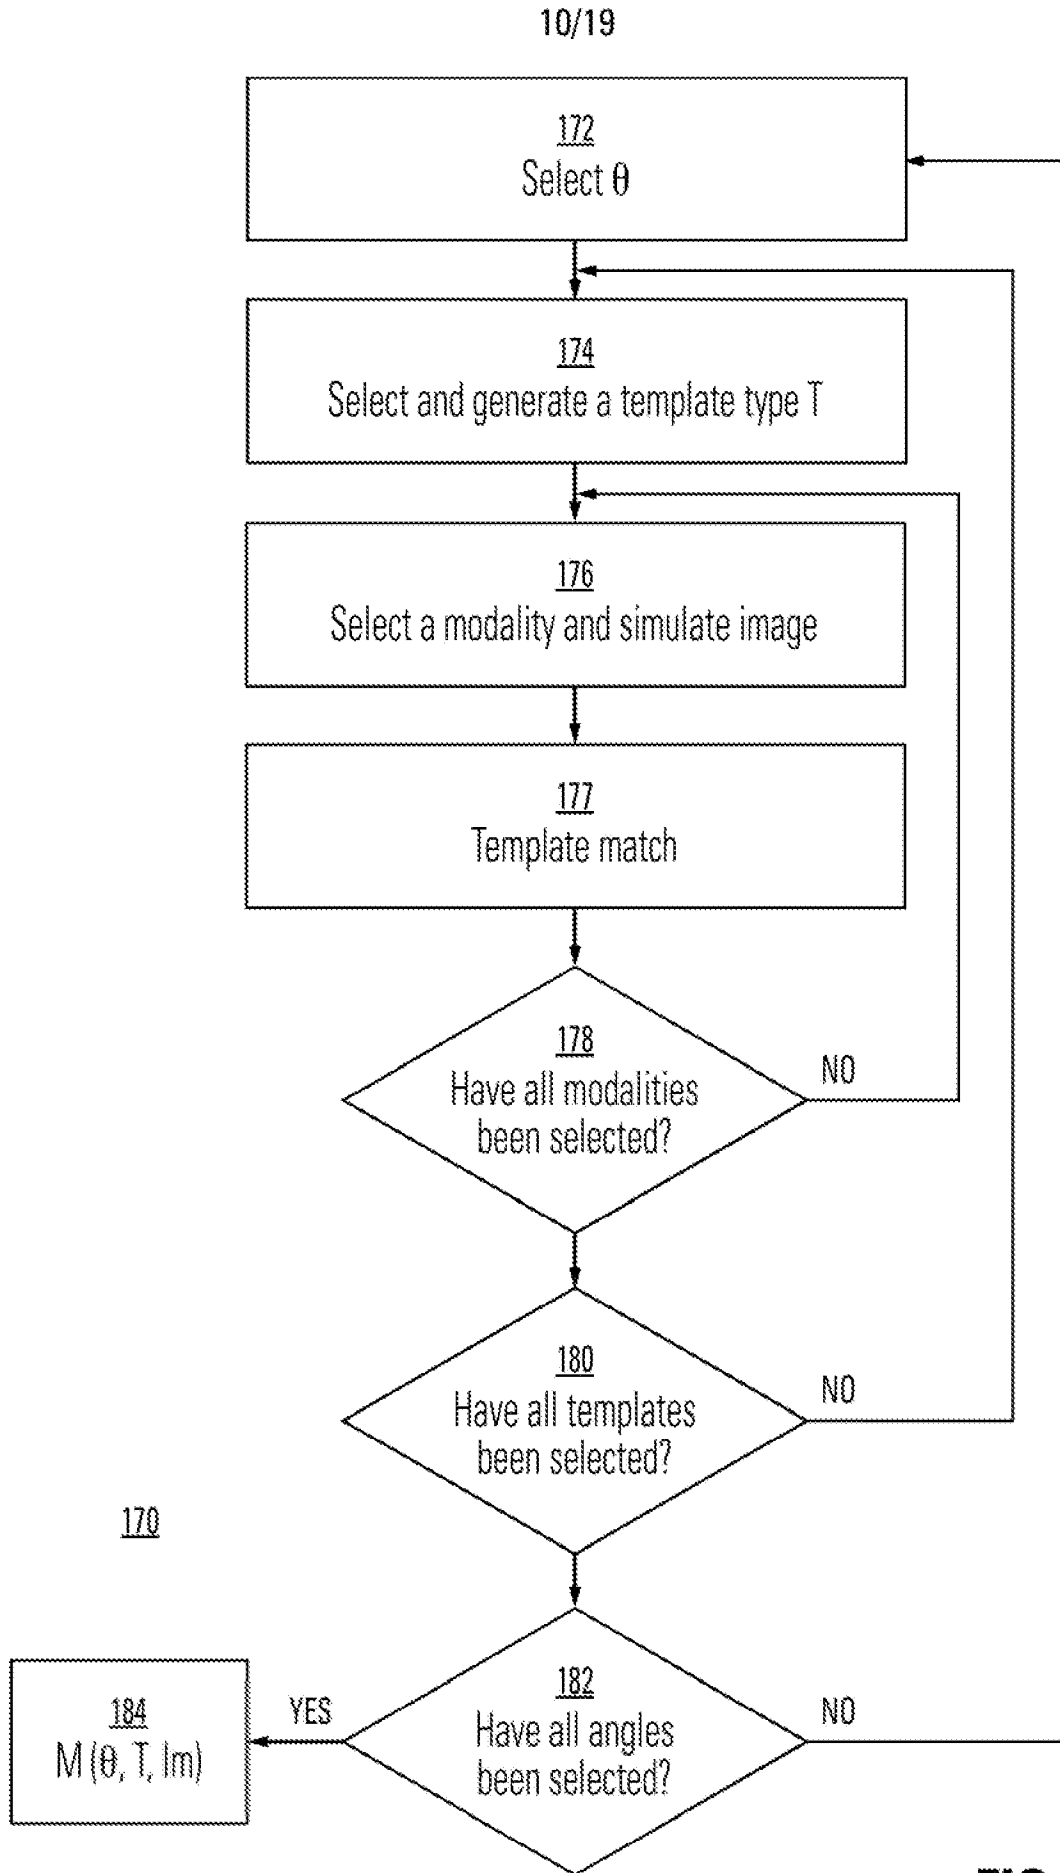 10/19
172
Select θ
174
Select and generate a template type T
176
Select a modality and simulate image
177
Template match
178
Have all modalities
been selected?
NO
180
Have all templates
been selected?
NO
170
182
Have all angles
been selected?
NO
YES
184
M (θ, T, Im)